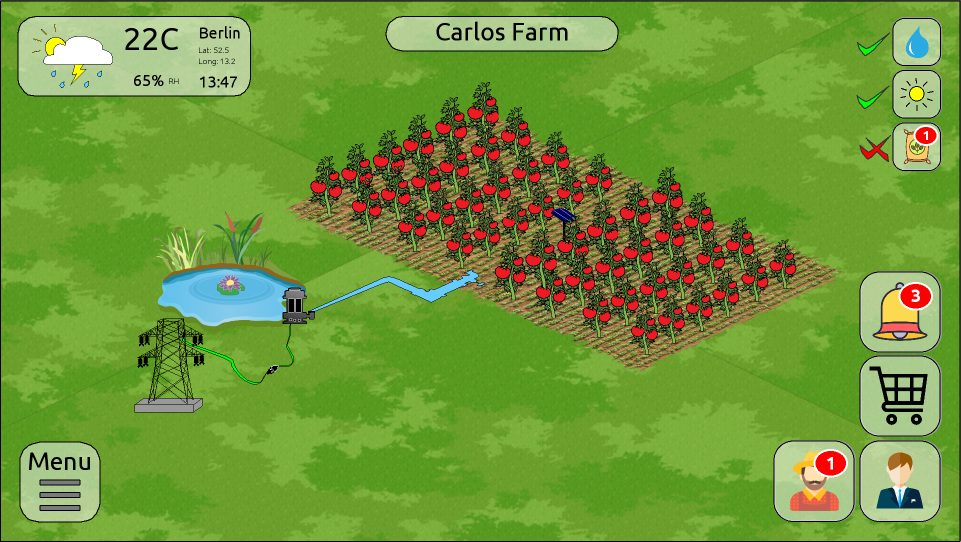 Carlos Farm
22C
Berlin
Lat: 52.5
Long: 13.2
65% RH
13:47
1
3
1
Menu